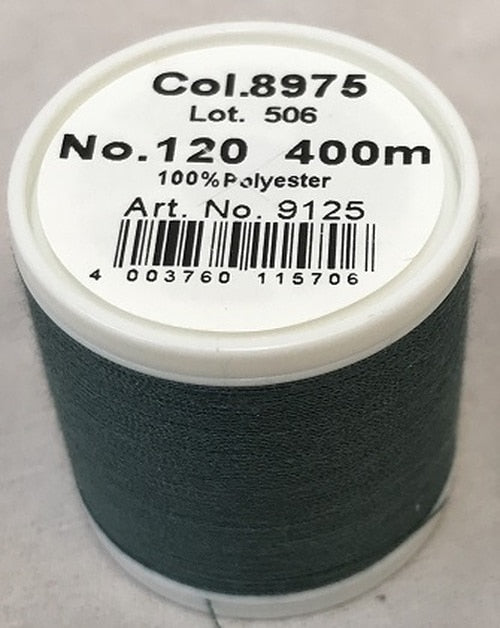 Col.8975
Lot. 506
No.120 400m
100%Polyester
Art. No. 9125
4 003760 115706